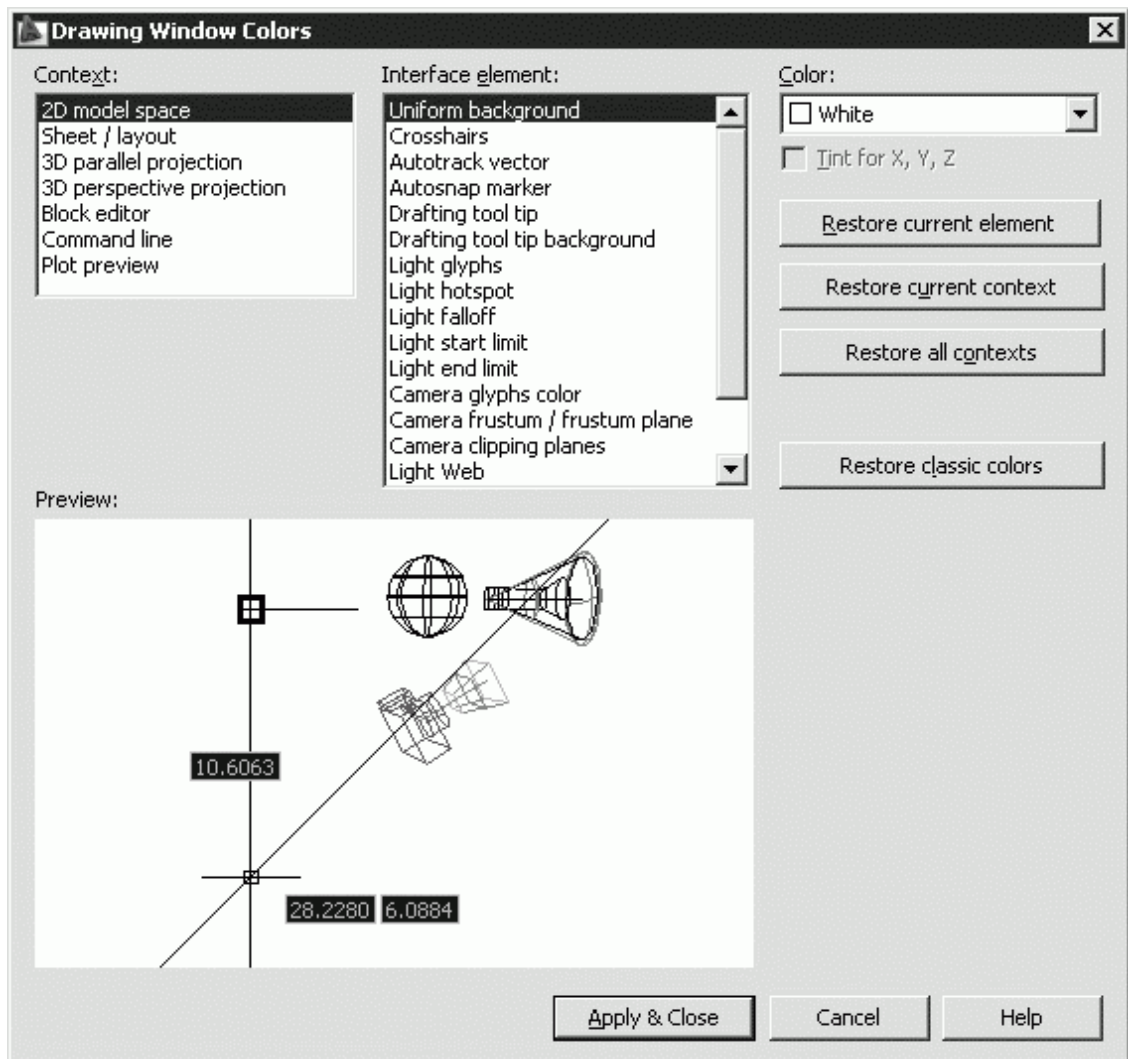 Drawing Window Colors
Context:
2D model space
Sheet / layout
3D parallel projection
3D perspective projection
Block editor
Command line
Plot preview
Interface element:
Uniform background
Crosshairs
Autotrack vector
Autosnap marker
Drafting tool tip
Drafting tool tip background
Light glyphs
Light hotspot
Light falloff
Light start limit
Light end limit
Camera glyphs color
Camera frustum / frustum plane
Camera clipping planes
Light Web
Color:
White
Tint for X, Y, Z
Restore current element
Restore current context
Restore all contexts
Restore classic colors
Preview:
10.6063
28.2280 6.0884
Apply & Close
Cancel
Help